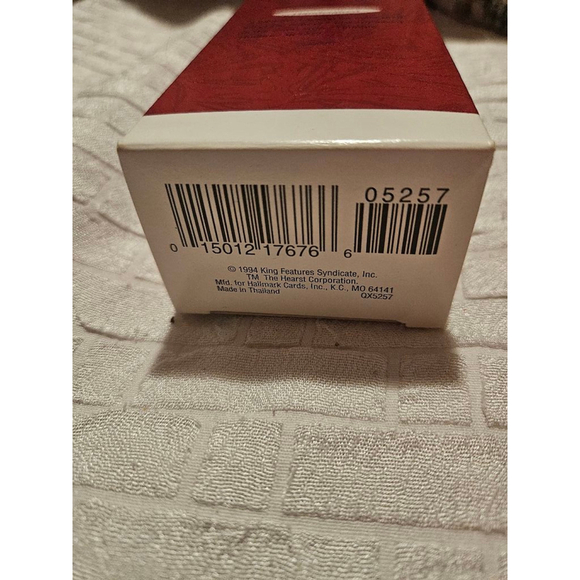 05257
0 15012 17676 6
© 1994 King Features Syndicate, Inc.
TM The Hearst Corporation.
Mfd. for Hallmark Cards, Inc., K.C., MO 64141
Made in Thailand QX5257